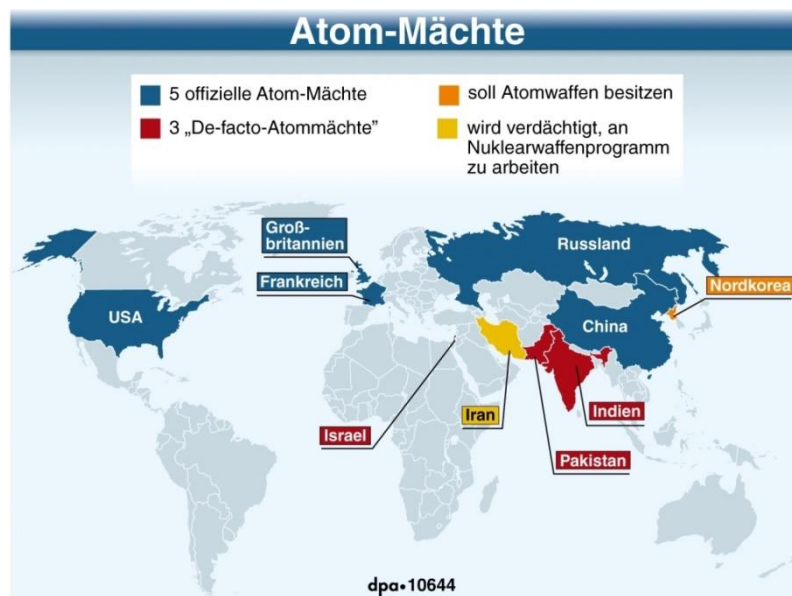 Atom-Mächte
5 offizielle Atom-Mächte
3 „De-facto-Atommächte”
soll Atomwaffen besitzen
wird verdächtigt, an
Nuklearwaffenprogramm
zu arbeiten
Groß-
britannien
Frankreich
USA
Russland
China
Nordkorea
Israel
Iran
Indien
Pakistan
dpa•10644